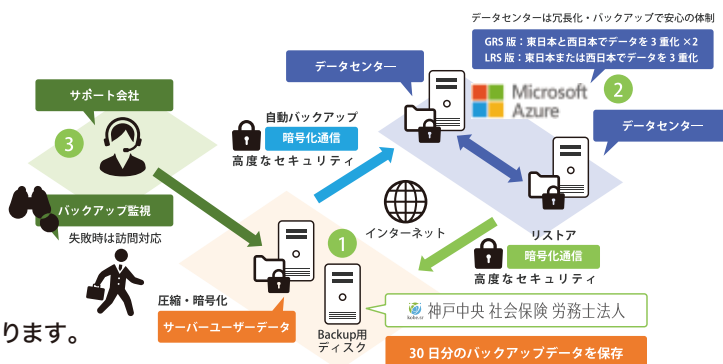 データセンターは冗長化・バックアップで安心の体制
GRS 版：東日本と西日本でデータを 3 重化 ×2
LRS 版：東日本または西日本でデータを 3 重化
データセンター
Microsoft
Azure
2
サポート会社
3
自動バックアップ
暗号化通信
高度なセキュリティ
データセンター
バックアップ監視
失敗時は訪問対応
インターネット
1
リストア
暗号化通信
高度なセキュリティ
圧縮・暗号化
サーバーユーザーデータ
Backup用
ディスク
神戸中央 社会保険 労務士法人
ります。
30 日分のバックアップデータを保存